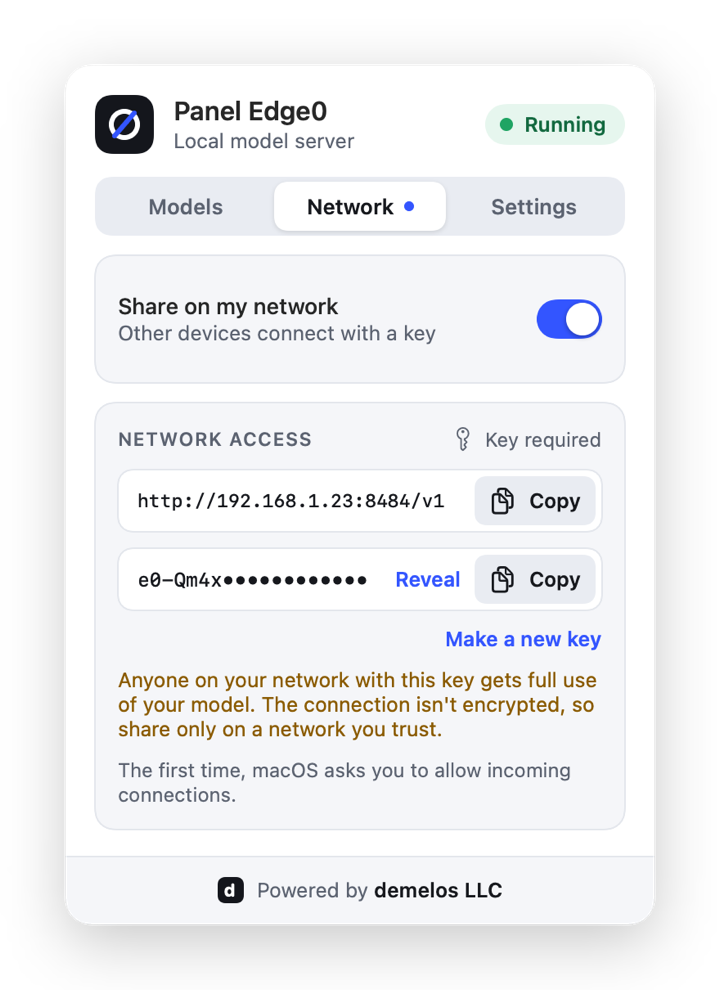 Panel Edge0
Local model server
Running
Models
Network
Settings
Share on my network
Other devices connect with a key
NETWORK ACCESS
Key required
http://192.168.1.23:8484/v1
Copy
e0-Qm4x••••••••••••
Reveal
Copy
Make a new key
Anyone on your network with this key gets full use
of your model. The connection isn't encrypted, so
share only on a network you trust.
The first time, macOS asks you to allow incoming
connections.
d
Powered by demelos LLC